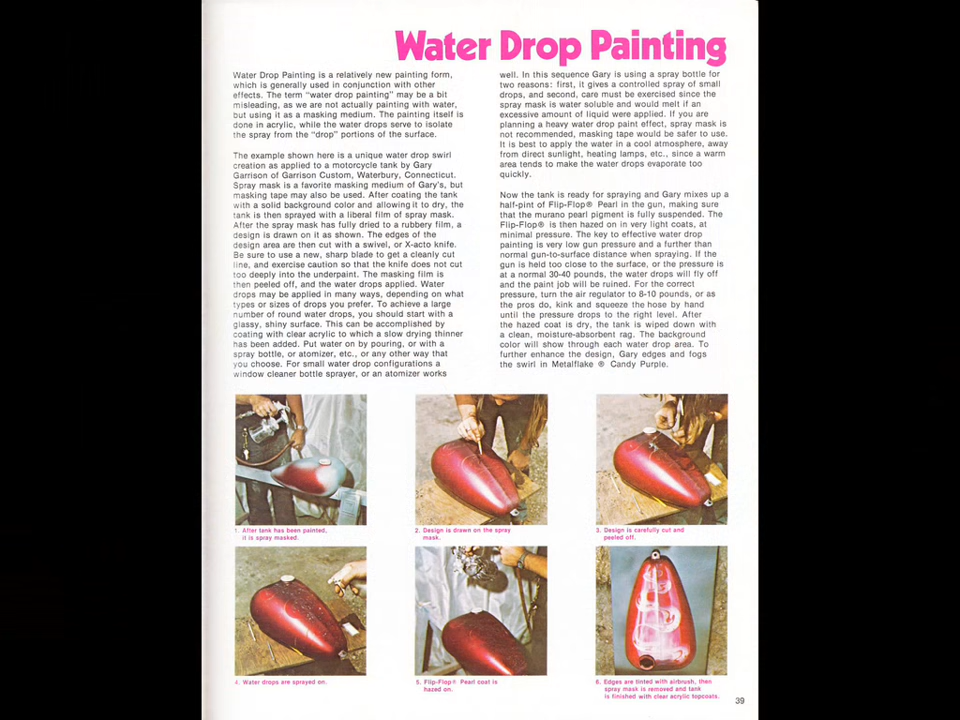 Water Drop Painting
Water Drop Painting is a relatively new painting form,
which is generally used in conjunction with other
effects. The term "water drop painting" may be a bit
misleading, as we are not actually painting with water,
but using it as a masking medium. The painting itself is
done in acrylic, while the water drops serve to isolate
the spray from the "drop" portions of the surface.
The example shown here is a unique water drop swirl
creation as applied to a motorcycle tank by Gary
Garrison of Garrison Custom, Waterbury, Connecticut.
Spray mask is a favorite masking medium of Gary's, but
masking tape may also be used. After coating the tank
with a solid background color and allowing it to dry, the
tank is then sprayed with a liberal film of spray mask.
After the spray mask has fully dried to a rubbery film, a
design is drawn on it as shown. The edges of the
design area are then cut with a swivel, or X-acto knife.
Be sure to use a new, sharp blade to get a cleanly cut
line, and exercise caution so that the knife does not cut
too deeply into the underpaint. The masking film is
then peeled off, and the water drops applied. Water
drops may be applied in many ways, depending on what
types or sizes of drops you prefer. To achieve a large
number of round water drops, you should start with a
glassy, shiny surface. This can be accomplished by
coating with clear acrylic to which a slow drying thinner
has been added. Put water on by pouring, or with a
spray bottle, or atomizer, etc., or any other way that
you choose. For small water drop configurations a
window cleaner bottle sprayer, or an atomizer works
well. In this sequence Gary is using a spray bottle for
two reasons: first, it gives a controlled spray of small
drops, and second, care must be exercised since the
spray mask is water soluble and would melt if an
excessive amount of liquid were applied. If you are
planning a heavy water drop paint effect, spray mask is
not recommended, masking tape would be safer to use.
It is best to apply the water in a cool atmosphere, away
from direct sunlight, heating lamps, etc., since a warm
area tends to make the water drops evaporate too
quickly.
Now the tank is ready for spraying and Gary mixes up a
half-pint of Flip-Flop® Pearl in the gun, making sure
that the murano pearl pigment is fully suspended. The
Flip-Flop® is then hazed on in very light coats, at
minimal pressure. The key to effective water drop
painting is very low gun pressure and a further than
normal gun-to-surface distance when spraying. If the
gun is held too close to the surface, or the pressure is
at a normal 30-40 pounds, the water drops will fly off
and the paint job will be ruined. For the correct
pressure, turn the air regulator to 8-10 pounds, or as
the pros do, kink and squeeze the hose by hand
until the pressure drops to the right level. After
the hazed coat is dry, the tank is wiped down with
a clean, moisture-absorbent rag. The background
color will show through each water drop area. To
further enhance the design, Gary edges and fogs
the swirl in Metalflake ® Candy Purple.
1. After tank has been painted,
it is spray masked.
2. Design is drawn on the spray
mask.
3. Design is carefully cut and
peeled off.
4. Water drops are sprayed on.
5. Flip-Flop® Pearl coat is
hazed on.
6. Edges are tinted with airbrush, then
spray mask is removed and tank
is finished with clear acrylic topcoats.
39